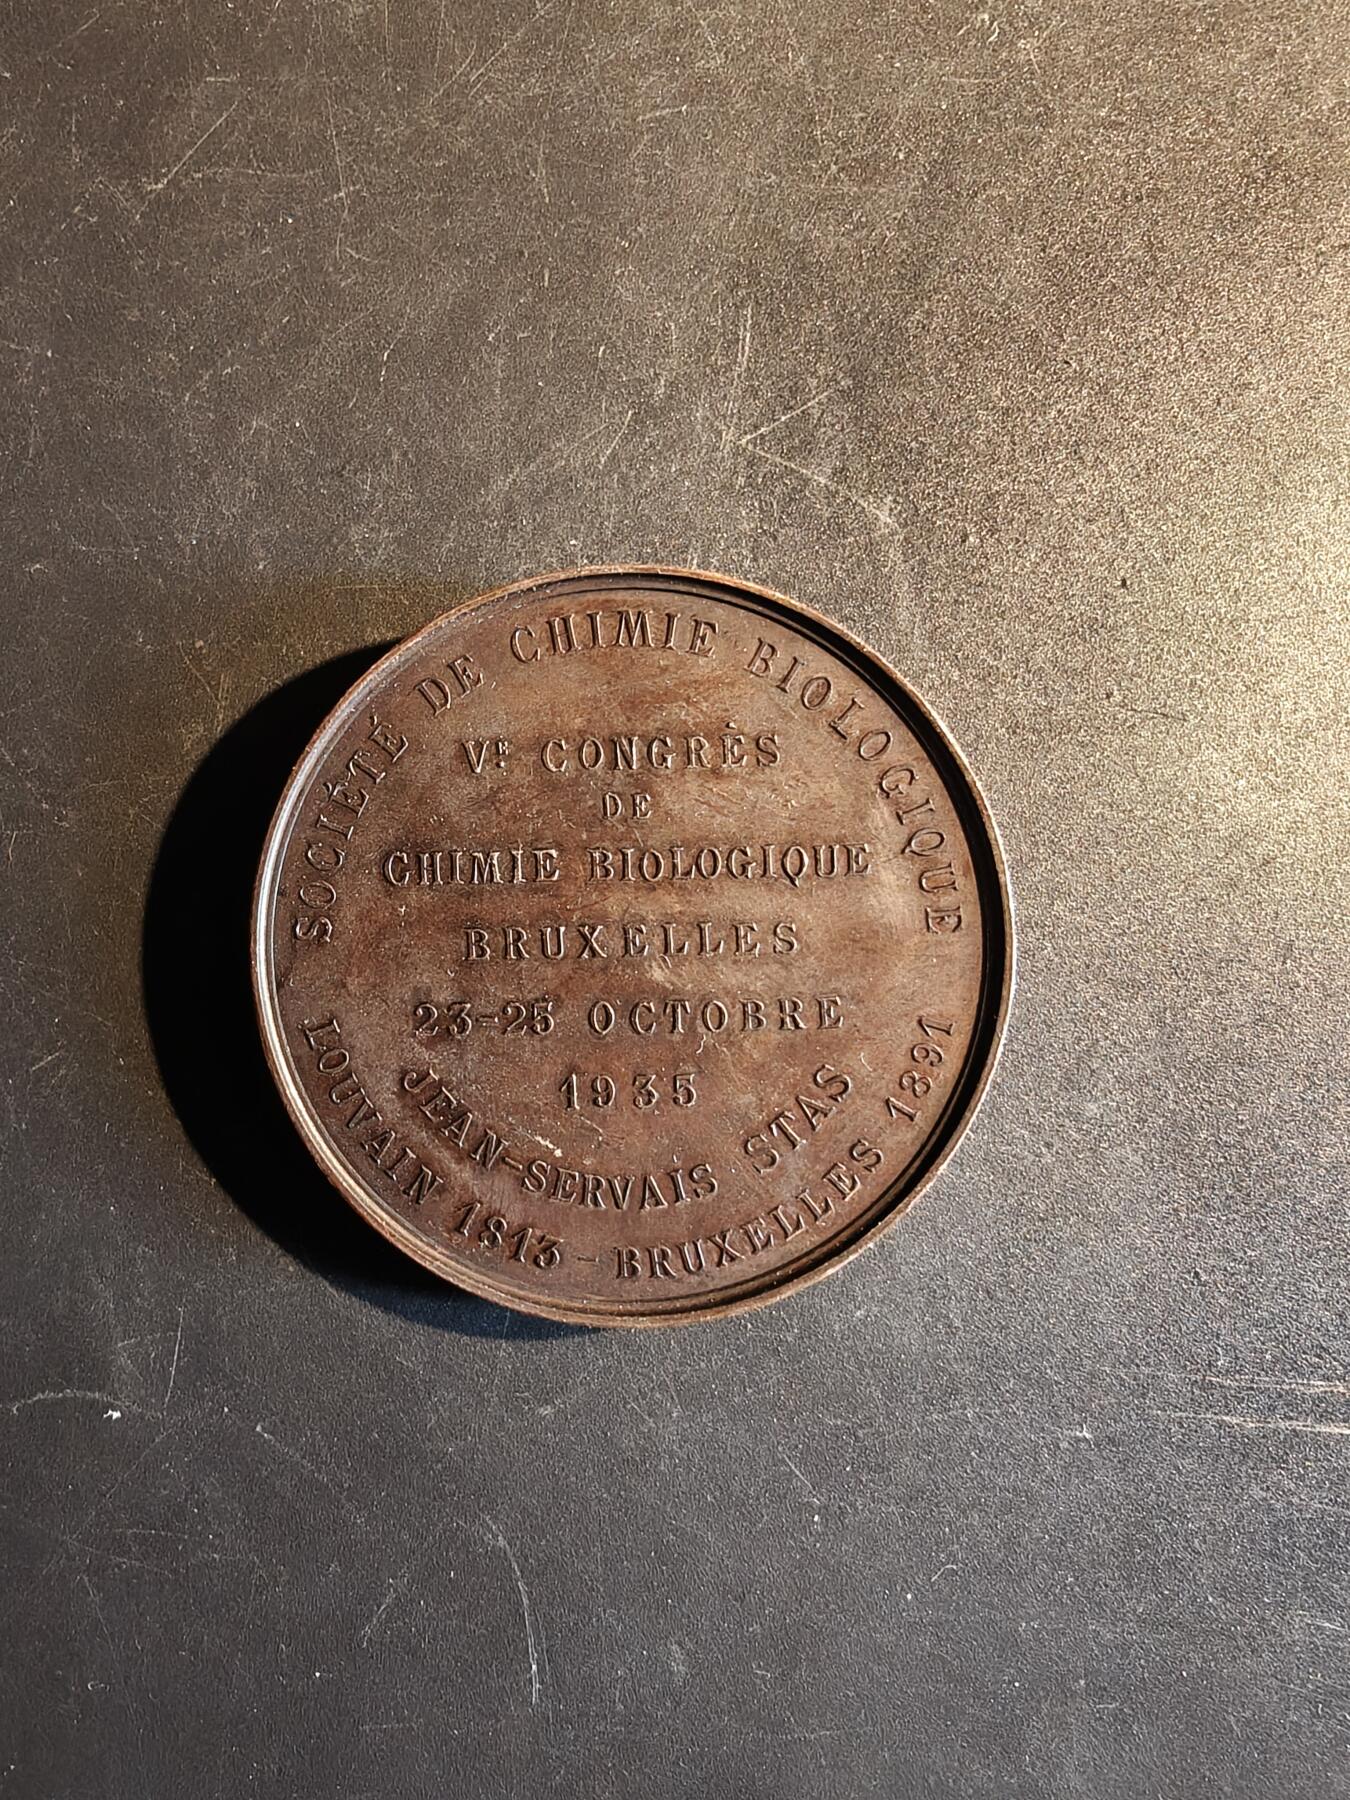 SOCIÉTÉ DE CHIMIE BIOLOGIQUE
VE CONGRÈS
DE
CHIMIE BIOLOGIQUE
BRUXELLES
23-25 OCTOBRE
1935
JEAN-SERVAIS STAS
LOUVAIN 1813 - BRUXELLES 1891